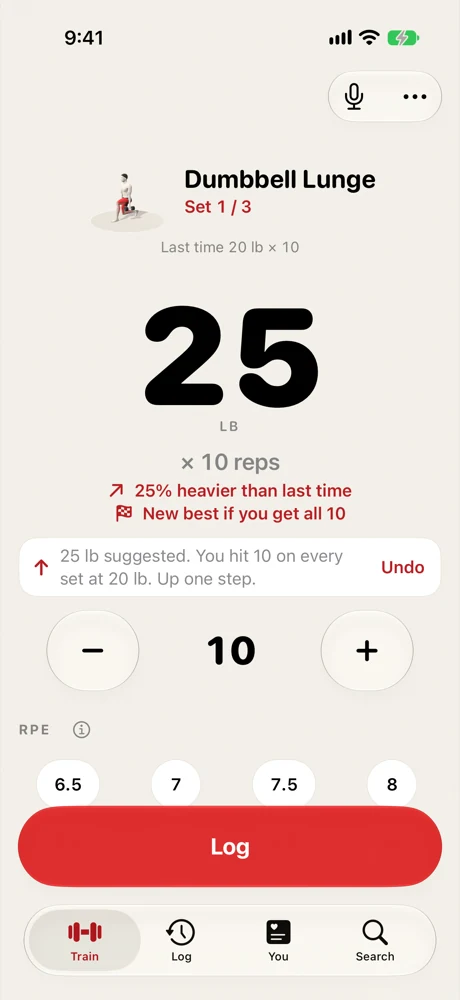 9:41
Dumbbell Lunge
Set 1 / 3
Last time 20 lb × 10
25
LB
× 10 reps
25% heavier than last time
New best if you get all 10
25 lb suggested. You hit 10 on every
set at 20 lb. Up one step.
Undo
− 10 +
RPE
6.5 7 7.5 8
Log
Train Log You Search